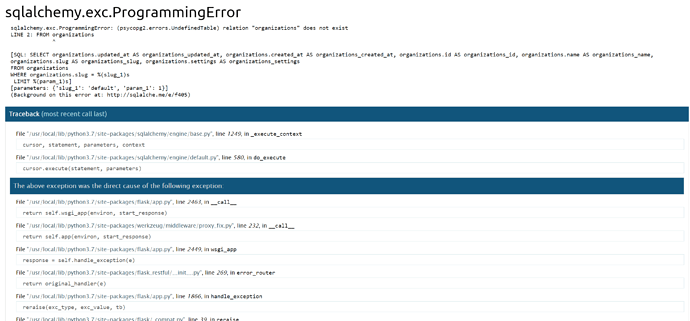 sqlalchemy.exc.ProgrammingError
sqlalchemy.exc.ProgrammingError: (psycopg2.errors.UndefinedTable) relation "organizations" does not exist
LINE 2: FROM organizations
^
[SQL: SELECT organizations.updated_at AS organizations_updated_at, organizations.created_at AS organizations_created_at, organizations.id AS organizations_id, organizations.name AS organizations_name,
organizations.slug AS organizations_slug, organizations.settings AS organizations_settings
FROM organizations
WHERE organizations.slug = %(slug_1)s
LIMIT %(param_1)s]
[parameters: {'slug_1': 'default', 'param_1': 1}]
(Background on this error at: http://sqlalche.me/e/f405)
Traceback (most recent call last)
File "/usr/local/lib/python3.7/site-packages/sqlalchemy/engine/base.py", line 1249, in _execute_context
cursor, statement, parameters, context
File "/usr/local/lib/python3.7/site-packages/sqlalchemy/engine/default.py", line 580, in do_execute
cursor.execute(statement, parameters)
The above exception was the direct cause of the following exception:
File "/usr/local/lib/python3.7/site-packages/flask/app.py", line 2463, in __call__
return self.wsgi_app(environ, start_response)
File "/usr/local/lib/python3.7/site-packages/werkzeug/middleware/proxy_fix.py", line 232, in __call__
return self.app(environ, start_response)
File "/usr/local/lib/python3.7/site-packages/flask/app.py", line 2449, in wsgi_app
response = self.handle_exception(e)
File "/usr/local/lib/python3.7/site-packages/flask_restful/__init__.py", line 269, in error_router
return original_handler(e)
File "/usr/local/lib/python3.7/site-packages/flask/app.py", line 1866, in handle_exception
reraise(exc_type, exc_value, tb)
File "/usr/local/lib/python3.7/site-packages/flask/_compat.py", line 39, in reraise